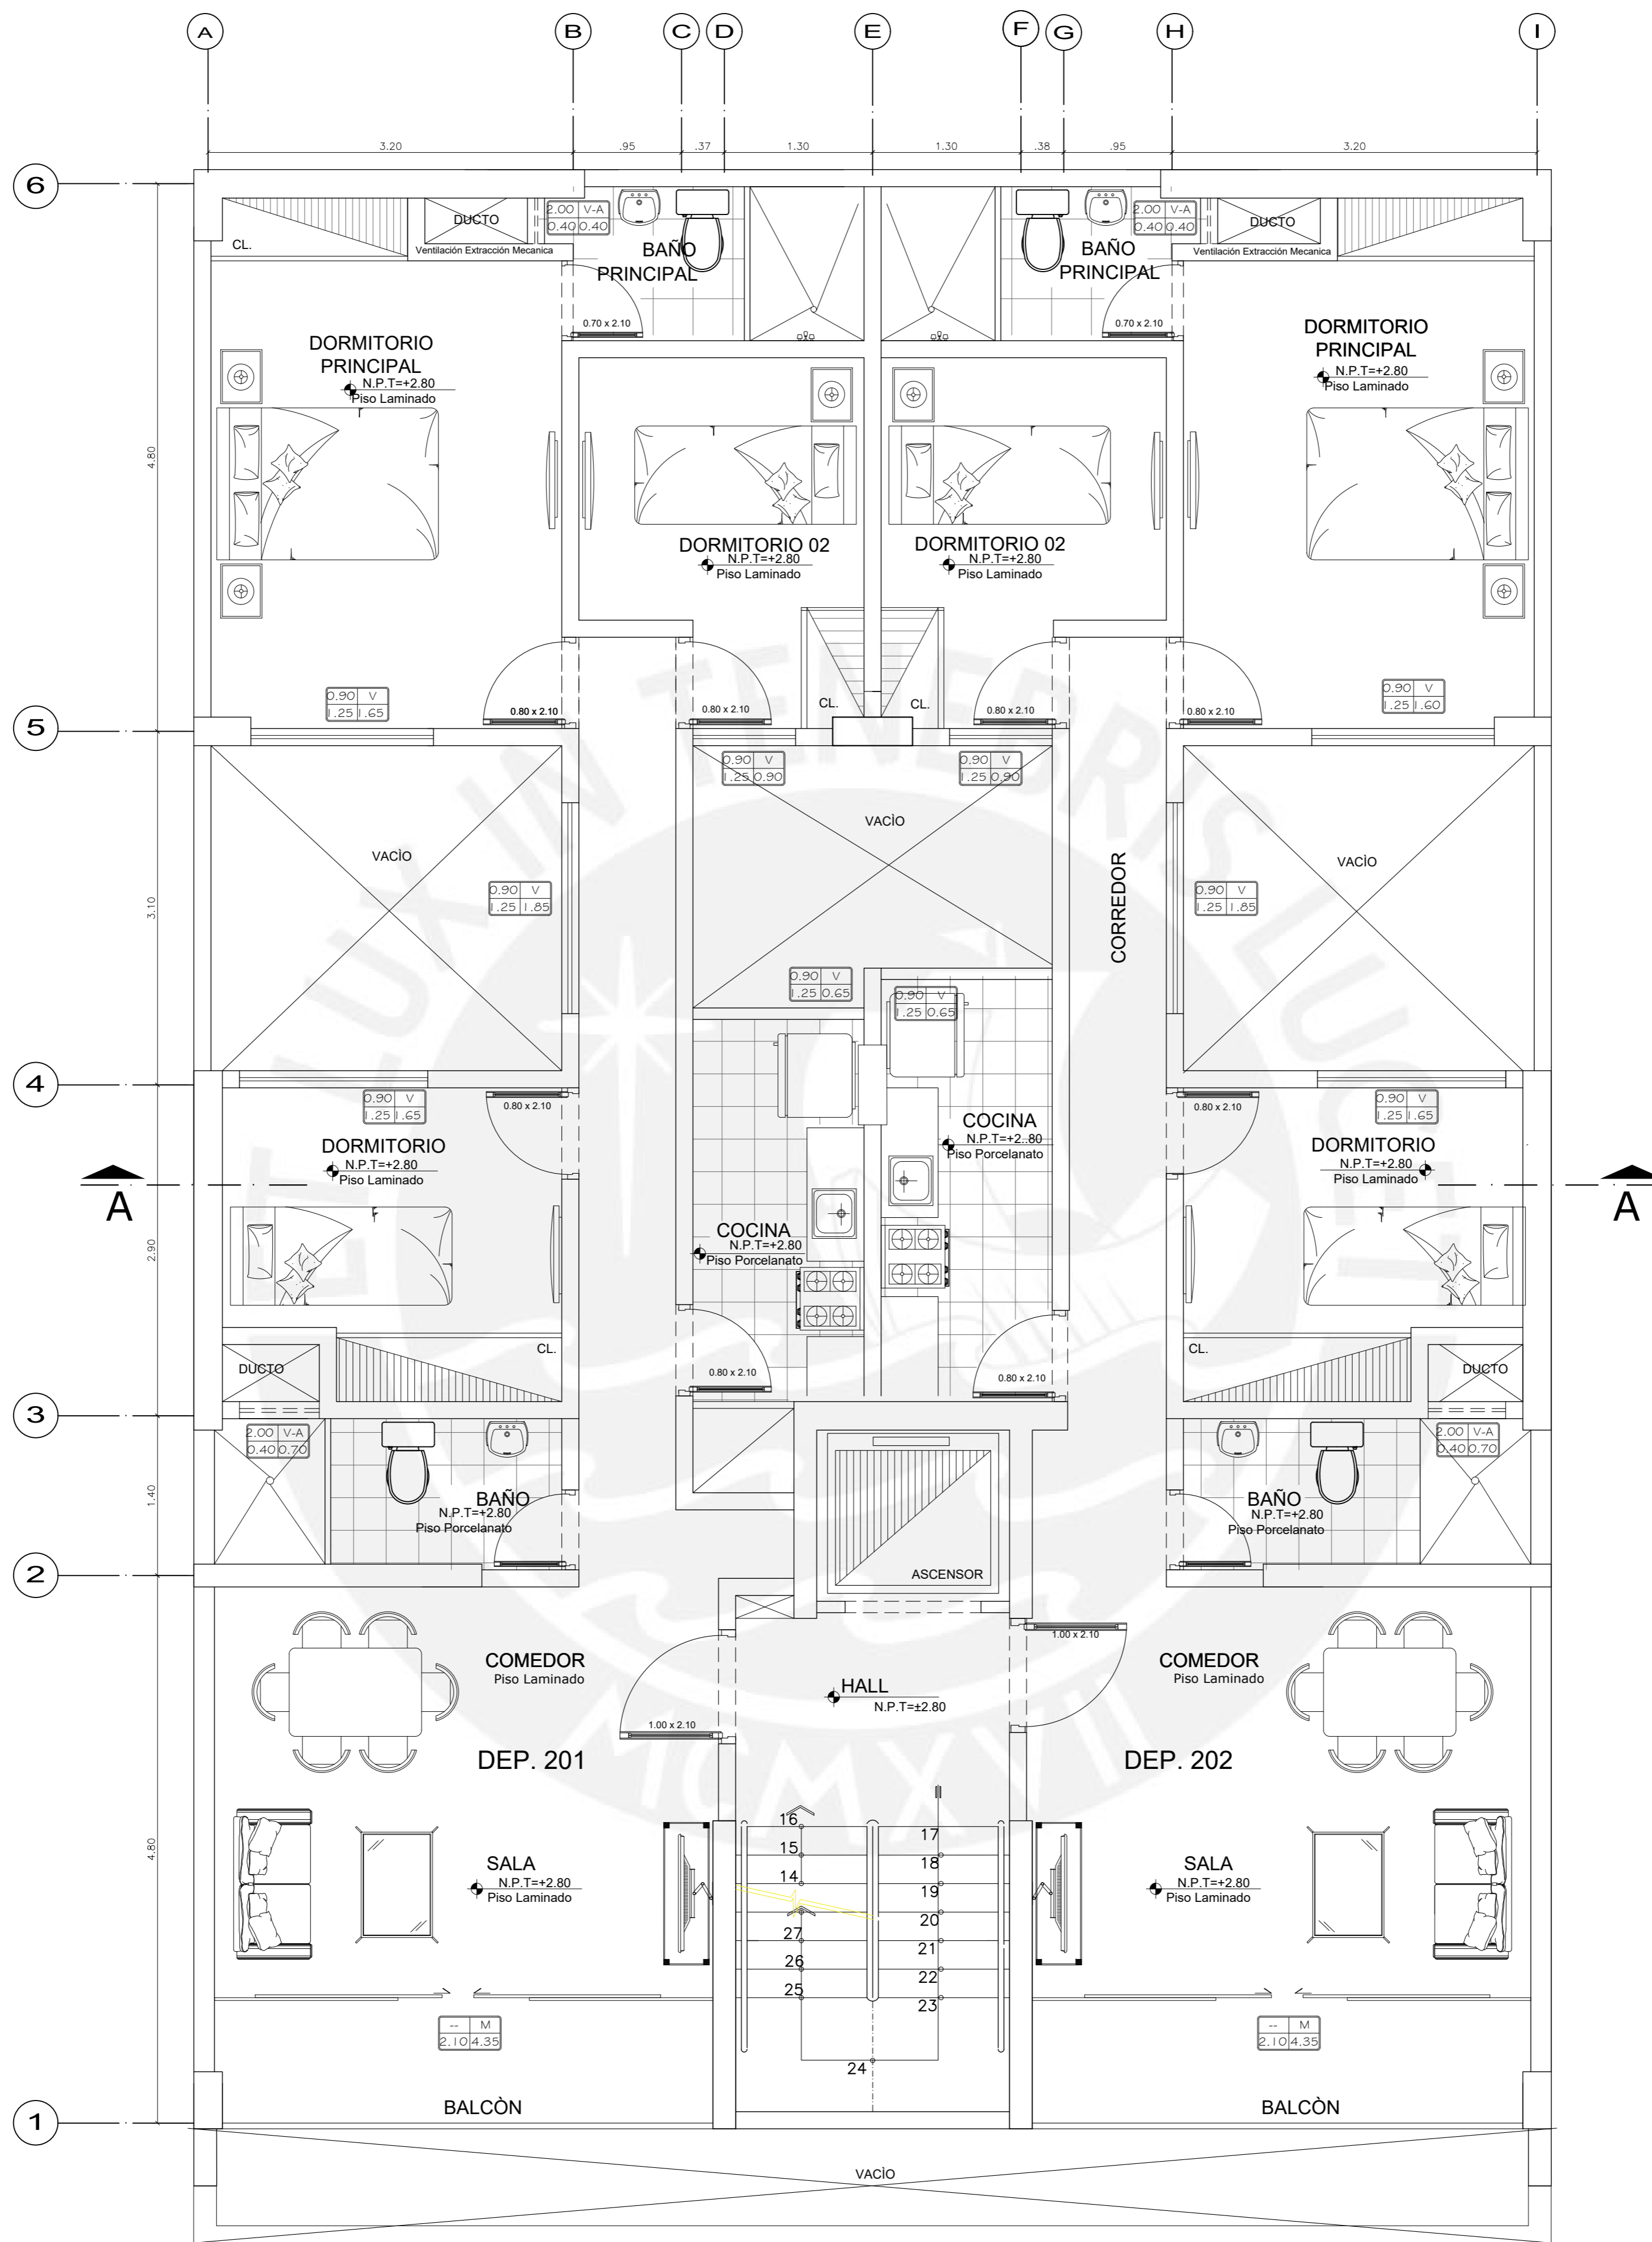 A B C D E F G H I
3.20 .95 .37 1.30 1.30 .38 .95 3.20
6
DUCTO
2.00 V-A
0.40 0.40
2.00 V-A
0.40 0.40
DUCTO
CL.
Ventilación Extracción Mecanica
BAÑO
PRINCIPAL
BAÑO
PRINCIPAL
Ventilación Extracción Mecanica
0.70 x 2.10
0.70 x 2.10
DORMITORIO
PRINCIPAL
N.P.T=+2.80
Piso Laminado
DORMITORIO
PRINCIPAL
N.P.T=+2.80
Piso Laminado
4.80
DORMITORIO 02
N.P.T=+2.80
Piso Laminado
DORMITORIO 02
N.P.T=+2.80
Piso Laminado
ET LUX IN TENEBRIS LUCET
MCMXVII
0.90 V
1.25 1.65
0.80 x 2.10
0.80 x 2.10
CL.
CL.
0.80 x 2.10
0.80 x 2.10
0.90 V
1.25 1.60
5
0.90 V
1.25 0.90
0.90 V
1.25 0.90
VACÌO
VACÌO
VACÌO
CORREDOR
3.10
0.90 V
1.25 1.85
0.90 V
1.25 1.85
0.90 V
1.25 0.65
0.90 V
1.25 0.65
4
0.90 V
1.25 1.65
0.80 x 2.10
0.80 x 2.10
0.90 V
1.25 1.65
DORMITORIO
N.P.T=+2.80
Piso Laminado
COCINA
N.P.T=+2..80
Piso Porcelanato
DORMITORIO
N.P.T=+2.80
Piso Laminado
A
A
2.90
COCINA
N.P.T=+2.80
Piso Porcelanato
CL.
CL.
DUCTO
0.80 x 2.10
0.80 x 2.10
DUCTO
3
2.00 V-A
0.40 0.70
2.00 V-A
0.40 0.70
1.40
BAÑO
N.P.T=+2.80
Piso Porcelanato
BAÑO
N.P.T=+2.80
Piso Porcelanato
2
ASCENSOR
1.00 x 2.10
COMEDOR
Piso Laminado
COMEDOR
Piso Laminado
HALL
N.P.T=±2.80
1.00 x 2.10
DEP. 201
DEP. 202
4.80
16 17
15 18
14 19
20
27 21
26 22
25 23
24
SALA
N.P.T=+2.80
Piso Laminado
SALA
N.P.T=+2.80
Piso Laminado
-- M
2.10 4.35
-- M
2.10 4.35
BALCÒN
BALCÒN
1
VACÌO